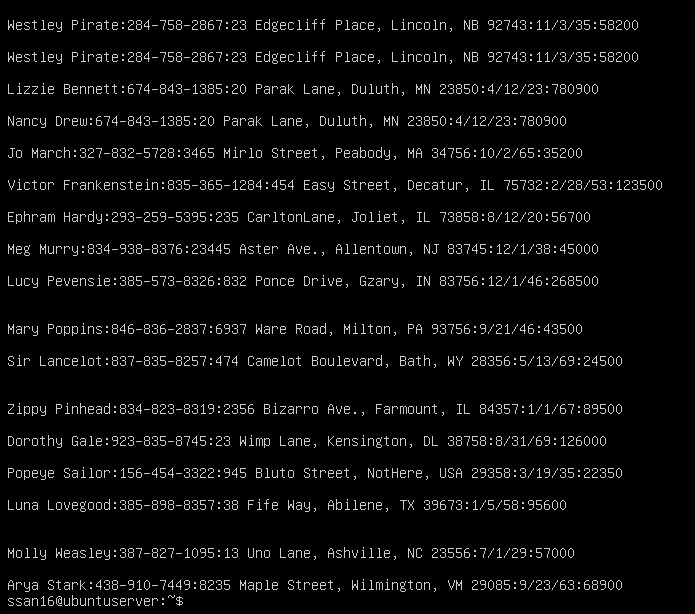 Westley Pirate:284-758-2867:23 Edgecliff Place, Lincoln, NB 92743:11/3/35:58200
Westley Pirate:284-758-2867:23 Edgecliff Place, Lincoln, NB 92743:11/3/35:58200
Lizzie Bennett:674-843-1385:20 Parak Lane, Duluth, MN 23850:4/12/23:780900
Nancy Drew:674-843-1385:20 Parak Lane, Duluth, MN 23850:4/12/23:780900
Jo March:327-832-5728:3465 Mirlo Street, Peabody, MA 34756:10/2/65:35200
Victor Frankenstein:835-365-1284:454 Easy Street, Decatur, IL 75732:2/28/53:123500
Ephram Hardy:293-259-5395:235 CarltonLane, Joliet, IL 73858:8/12/20:56700
Meg Murry:834-938-8376:23445 Aster Ave., Allentown, NJ 83745:12/1/38:45000
Lucy Pevensie:385-573-8326:832 Ponce Drive, Gzary, IN 83756:12/1/46:268500
Mary Poppins:846-836-2837:6937 Ware Road, Milton, PA 93756:9/21/46:43500
Sir Lancelot:837-835-8257:474 Camelot Boulevard, Bath, WY 28356:5/13/69:24500
Zippy Pinhead:834-823-8319:2356 Bizarro Ave., Farmount, IL 84357:1/1/67:89500
Dorothy Gale:923-835-8745:23 Wimp Lane, Kensington, DL 38758:8/31/69:126000
Popeye Sailor:156-454-3322:945 Bluto Street, NotHere, USA 29358:3/19/35:22350
Luna Lovegood:385-898-8357:38 Fife Way, Abilene, TX 39673:1/5/58:95600
Molly Weasley:387-827-1095:13 Uno Lane, Ashville, NC 23556:7/1/29:57000
Arya Stark:438-910-7449:8235 Maple Street, Wilmington, VM 29085:9/23/63:68900
ssan16@ubuntuserver:~$